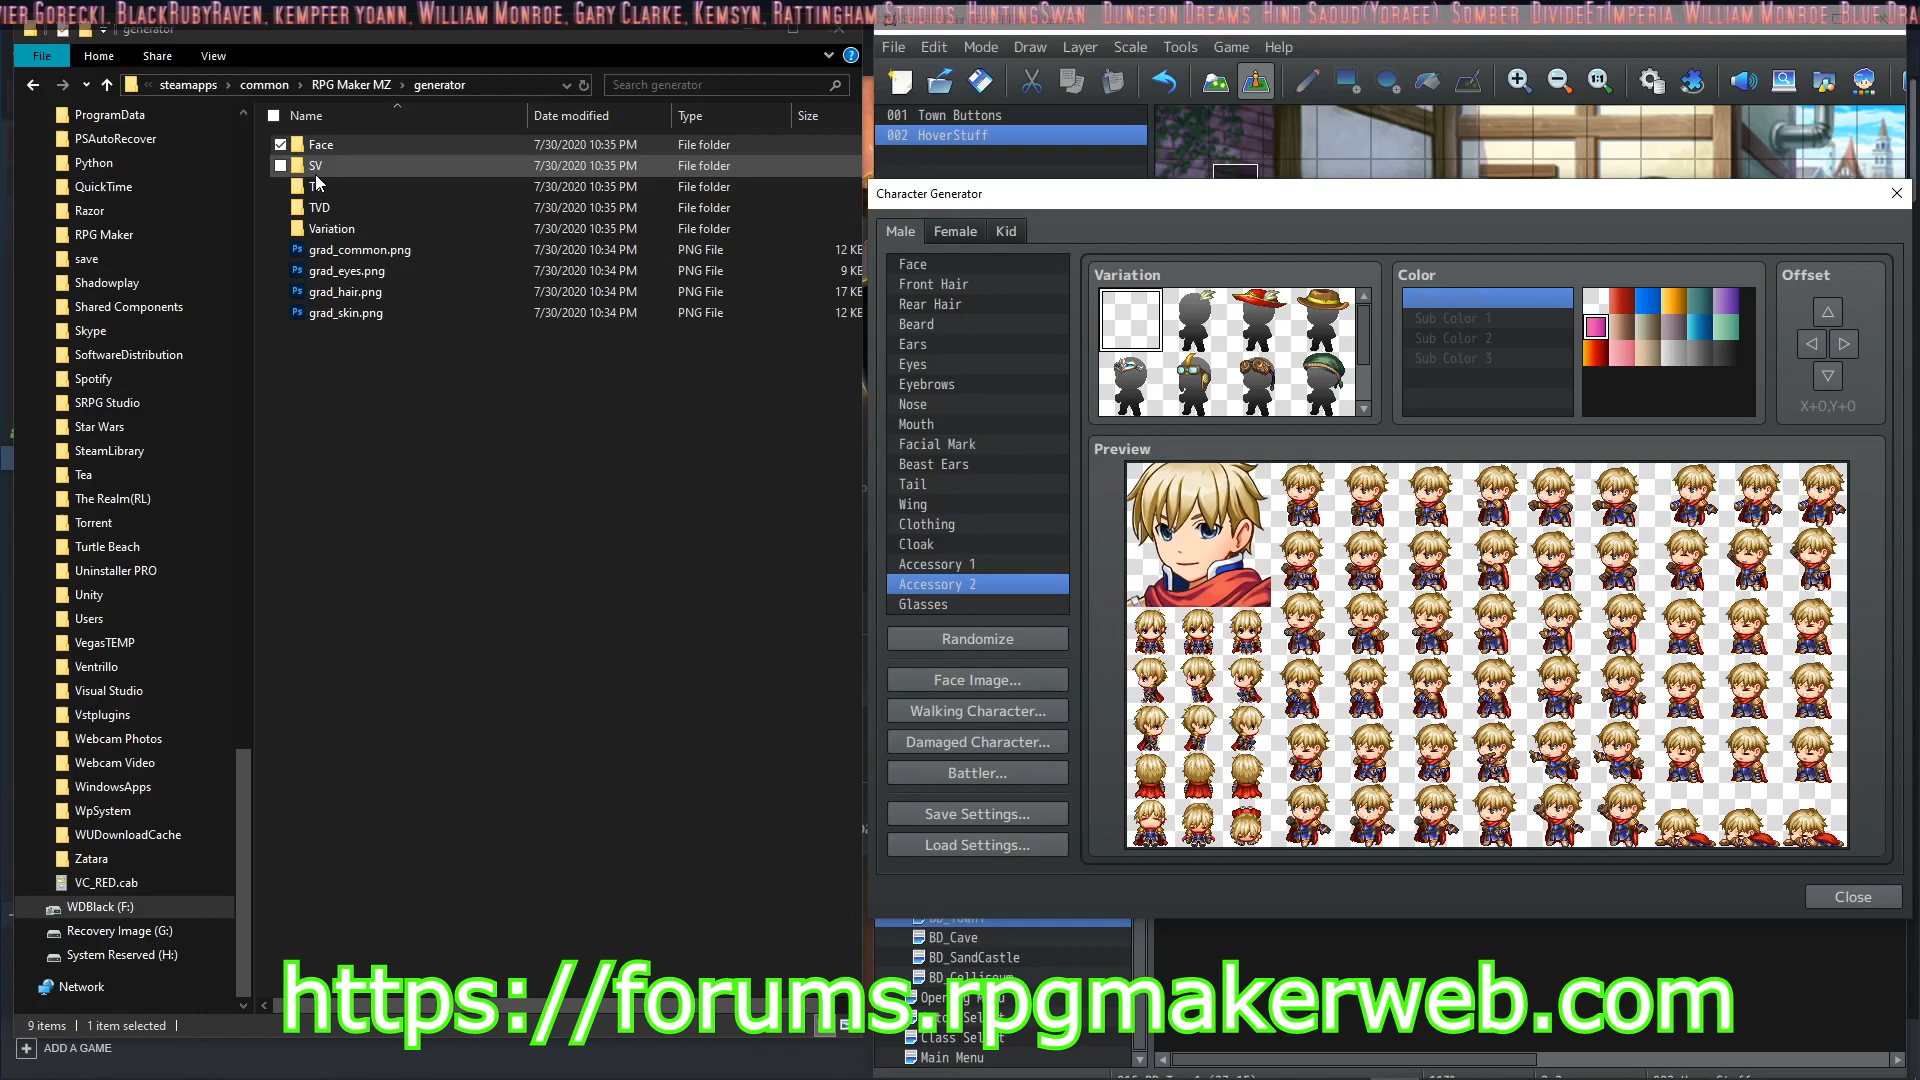 IER GOBECKI, BLACKRUBYRAVEN, KEMPFER YOANN, WILLIAM MONROE, GARY CLARKE, KEMSYN, RATTINGHAM STUDIOS HUNTINGSWAN DUNGEON DREAMS HIND SAOUD(YORAEE) SOMBER DIVIDEETIMPERIA, WILLIAM MONROE
generator
File Home Share View
steamapps common RPG Maker MZ generator
Search generator
Name Date modified Type Size
Face 7/30/2020 10:35 PM File folder
SV 7/30/2020 10:35 PM File folder
7/30/2020 10:35 PM File folder
TVD 7/30/2020 10:35 PM File folder
Variation 7/30/2020 10:35 PM File folder
grad_common.png 7/30/2020 10:34 PM PNG File 12 KE
grad_eyes.png 7/30/2020 10:34 PM PNG File 9 KE
grad_hair.png 7/30/2020 10:34 PM PNG File 17 KE
grad_skin.png 7/30/2020 10:34 PM PNG File 12 KE
ProgramData
PSAutoRecover
Python
QuickTime
Razor
RPG Maker
save
Shadowplay
Shared Components
Skype
SoftwareDistribution
Spotify
SRPG Studio
Star Wars
SteamLibrary
Tea
The Realm(RL)
Torrent
Turtle Beach
Uninstaller PRO
Unity
Users
VegasTEMP
Ventrillo
Visual Studio
Vstplugins
Webcam Photos
Webcam Video
WindowsApps
WpSystem
WUDownloadCache
Zatara
VC_RED.cab
WDBlack (F:)
Recovery Image (G:)
System Reserved (H:)
Network
9 items 1 item selected
ADD A GAME
File Edit Mode Draw Layer Scale Tools Game Help
001 Town Buttons
002 HoverStuff
Character Generator
Male Female Kid
Face
Front Hair
Rear Hair
Beard
Ears
Eyes
Eyebrows
Nose
Mouth
Facial Mark
Beast Ears
Tail
Wing
Clothing
Cloak
Accessory 1
Accessory 2
Glasses
Randomize
Face Image...
Walking Character...
Damaged Character...
Battler...
Save Settings...
Load Settings...
Variation
Color
Sub Color 1
Sub Color 2
Sub Color 3
Offset
X+0,Y+0
Preview
Close
BD_Cave
BD_SandCastle
Main Menu
https://forums.rpgmakerweb.com